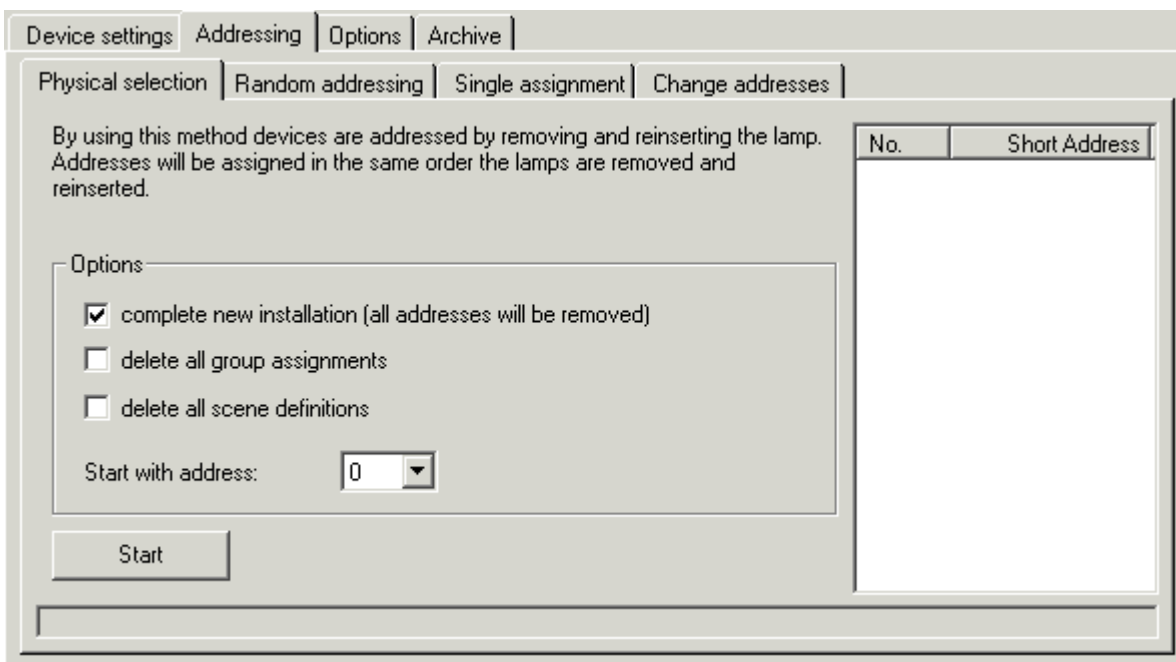 Device settings Addressing Options Archive
Physical selection Random addressing Single assignment Change addresses
By using this method devices are addressed by removing and reinserting the lamp.
Addresses will be assigned in the same order the lamps are removed and
reinserted.
No. Short Address
Options
complete new installation (all addresses will be removed)
delete all group assignments
delete all scene definitions
Start with address: 0
Start